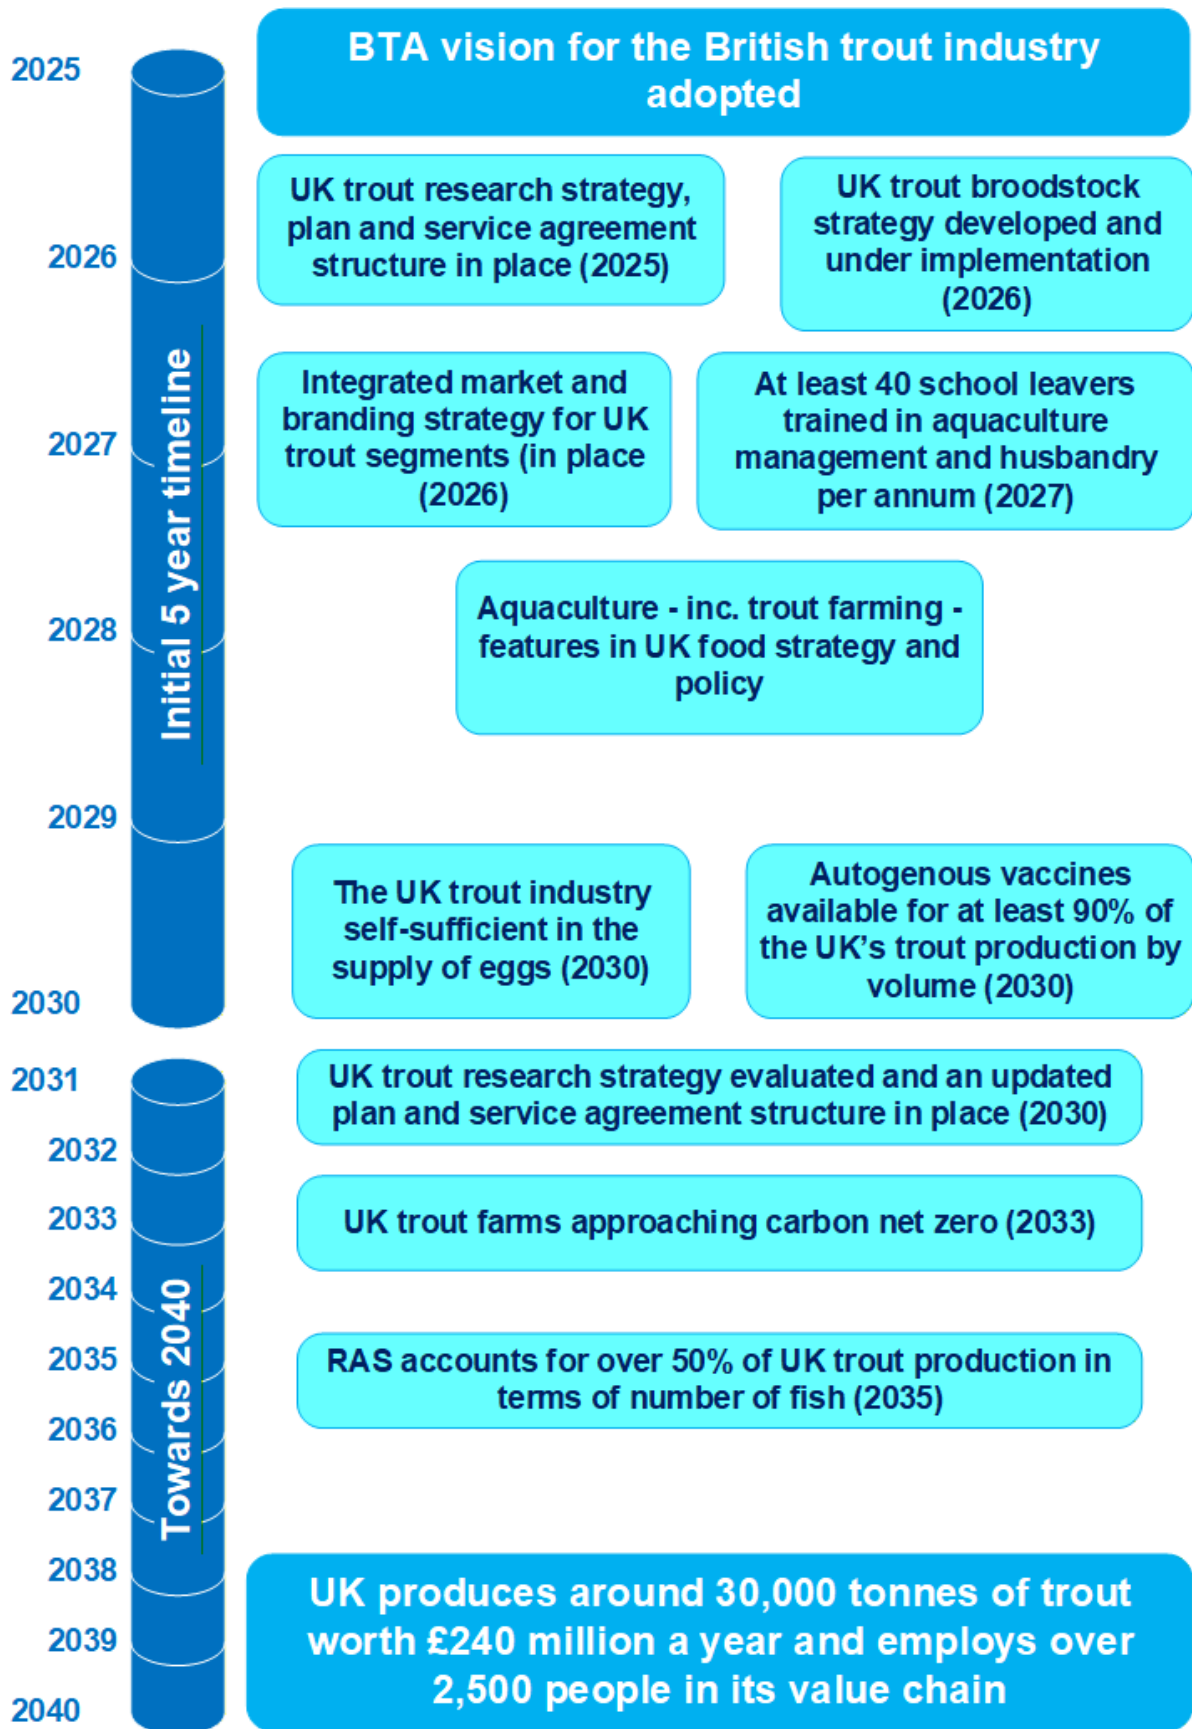 2025
BTA vision for the British trout industry
adopted
UK trout research strategy,
plan and service agreement
structure in place (2025)
UK trout broodstock
strategy developed and
under implementation
(2026)
2026
Integrated market and
branding strategy for UK
trout segments (in place
(2026)
At least 40 school leavers
trained in aquaculture
management and husbandry
per annum (2027)
2027
Initial 5 year timeline
Aquaculture - inc. trout farming -
features in UK food strategy and
policy
2028
2029
The UK trout industry
self-sufficient in the
supply of eggs (2030)
Autogenous vaccines
available for at least 90% of
the UK’s trout production by
volume (2030)
2030
2031
UK trout research strategy evaluated and an updated
plan and service agreement structure in place (2030)
2032
UK trout farms approaching carbon net zero (2033)
2033
2034
Towards 2040
RAS accounts for over 50% of UK trout production in
terms of number of fish (2035)
2035
2036
2037
2038
UK produces around 30,000 tonnes of trout
worth £240 million a year and employs over
2,500 people in its value chain
2039
2040